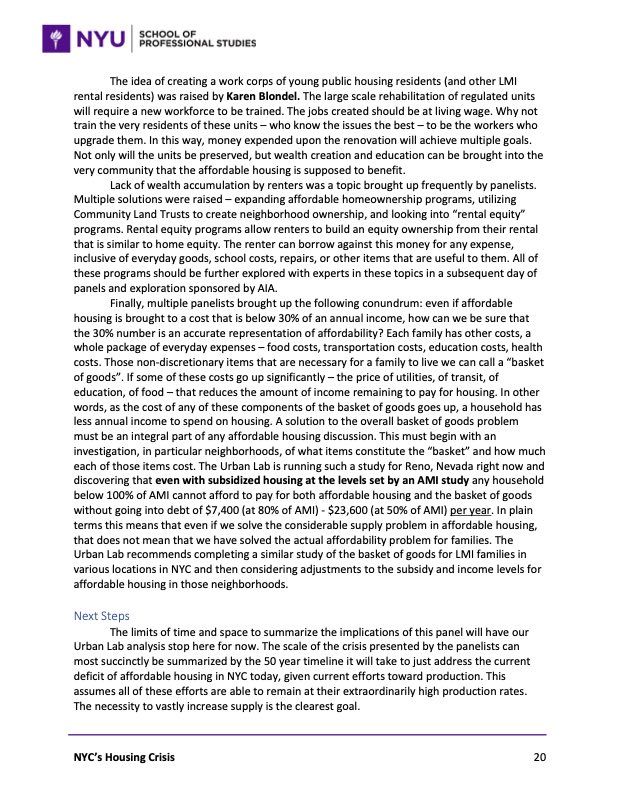 NYU
SCHOOL OF
PROFESSIONAL STUDIES
The idea of creating a work corps of young public housing residents (and other LMI
rental residents) was raised by Karen Blondel. The large scale rehabilitation of regulated units
will require a new workforce to be trained. The jobs created should be at living wage. Why not
train the very residents of these units – who know the issues the best – to be the workers who
upgrade them. In this way, money expended upon the renovation will achieve multiple goals.
Not only will the units be preserved, but wealth creation and education can be brought into the
very community that the affordable housing is supposed to benefit.
Lack of wealth accumulation by renters was a topic brought up frequently by panelists.
Multiple solutions were raised – expanding affordable homeownership programs, utilizing
Community Land Trusts to create neighborhood ownership, and looking into “rental equity”
programs. Rental equity programs allow renters to build an equity ownership from their rental
that is similar to home equity. The renter can borrow against this money for any expense,
inclusive of everyday goods, school costs, repairs, or other items that are useful to them. All of
these programs should be further explored with experts in these topics in a subsequent day of
panels and exploration sponsored by AIA.
Finally, multiple panelists brought up the following conundrum: even if affordable
housing is brought to a cost that is below 30% of an annual income, how can we be sure that
the 30% number is an accurate representation of affordability? Each family has other costs, a
whole package of everyday expenses – food costs, transportation costs, education costs, health
costs. Those non-discretionary items that are necessary for a family to live we can call a “basket
of goods”. If some of these costs go up significantly – the price of utilities, of transit, of
education, of food – that reduces the amount of income remaining to pay for housing. In other
words, as the cost of any of these components of the basket of goods goes up, a household has
less annual income to spend on housing. A solution to the overall basket of goods problem
must be an integral part of any affordable housing discussion. This must begin with an
investigation, in particular neighborhoods, of what items constitute the “basket” and how much
each of those items cost. The Urban Lab is running such a study for Reno, Nevada right now and
discovering that even with subsidized housing at the levels set by an AMI study any household
below 100% of AMI cannot afford to pay for both affordable housing and the basket of goods
without going into debt of $7,400 (at 80% of AMI) - $23,600 (at 50% of AMI) per year. In plain
terms this means that even if we solve the considerable supply problem in affordable housing,
that does not mean that we have solved the actual affordability problem for families. The
Urban Lab recommends completing a similar study of the basket of goods for LMI families in
various locations in NYC and then considering adjustments to the subsidy and income levels for
affordable housing in those neighborhoods.
Next Steps
The limits of time and space to summarize the implications of this panel will have our
Urban Lab analysis stop here for now. The scale of the crisis presented by the panelists can
most succinctly be summarized by the 50 year timeline it will take to just address the current
deficit of affordable housing in NYC today, given current efforts toward production. This
assumes all of these efforts are able to remain at their extraordinarily high production rates.
The necessity to vastly increase supply is the clearest goal.
NYC’s Housing Crisis 20